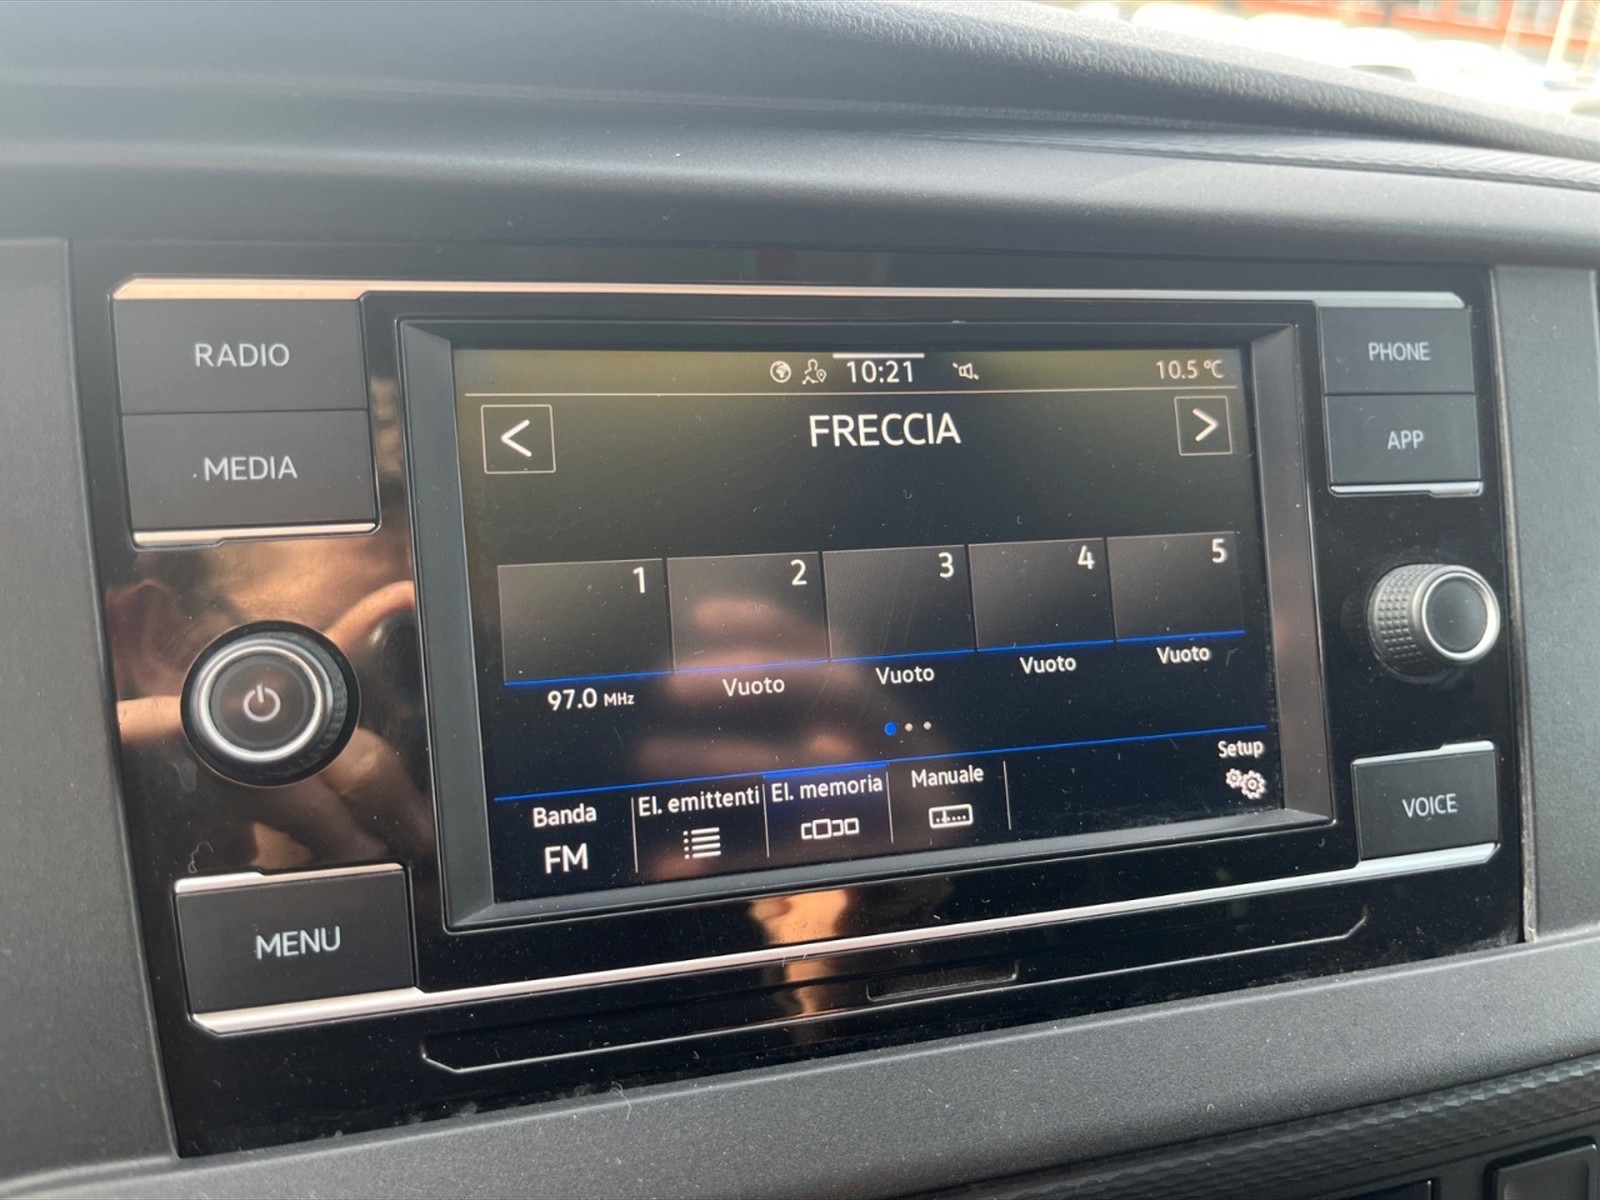 RADIO
MEDIA
MENU
10:21
10.5 °C
<
FRECCIA
>
1 2 3 4 5
97.0 MHz Vuoto Vuoto Vuoto Vuoto
Banda
FM
El. emittenti
El. memoria
Manuale
Setup
PHONE
APP
VOICE